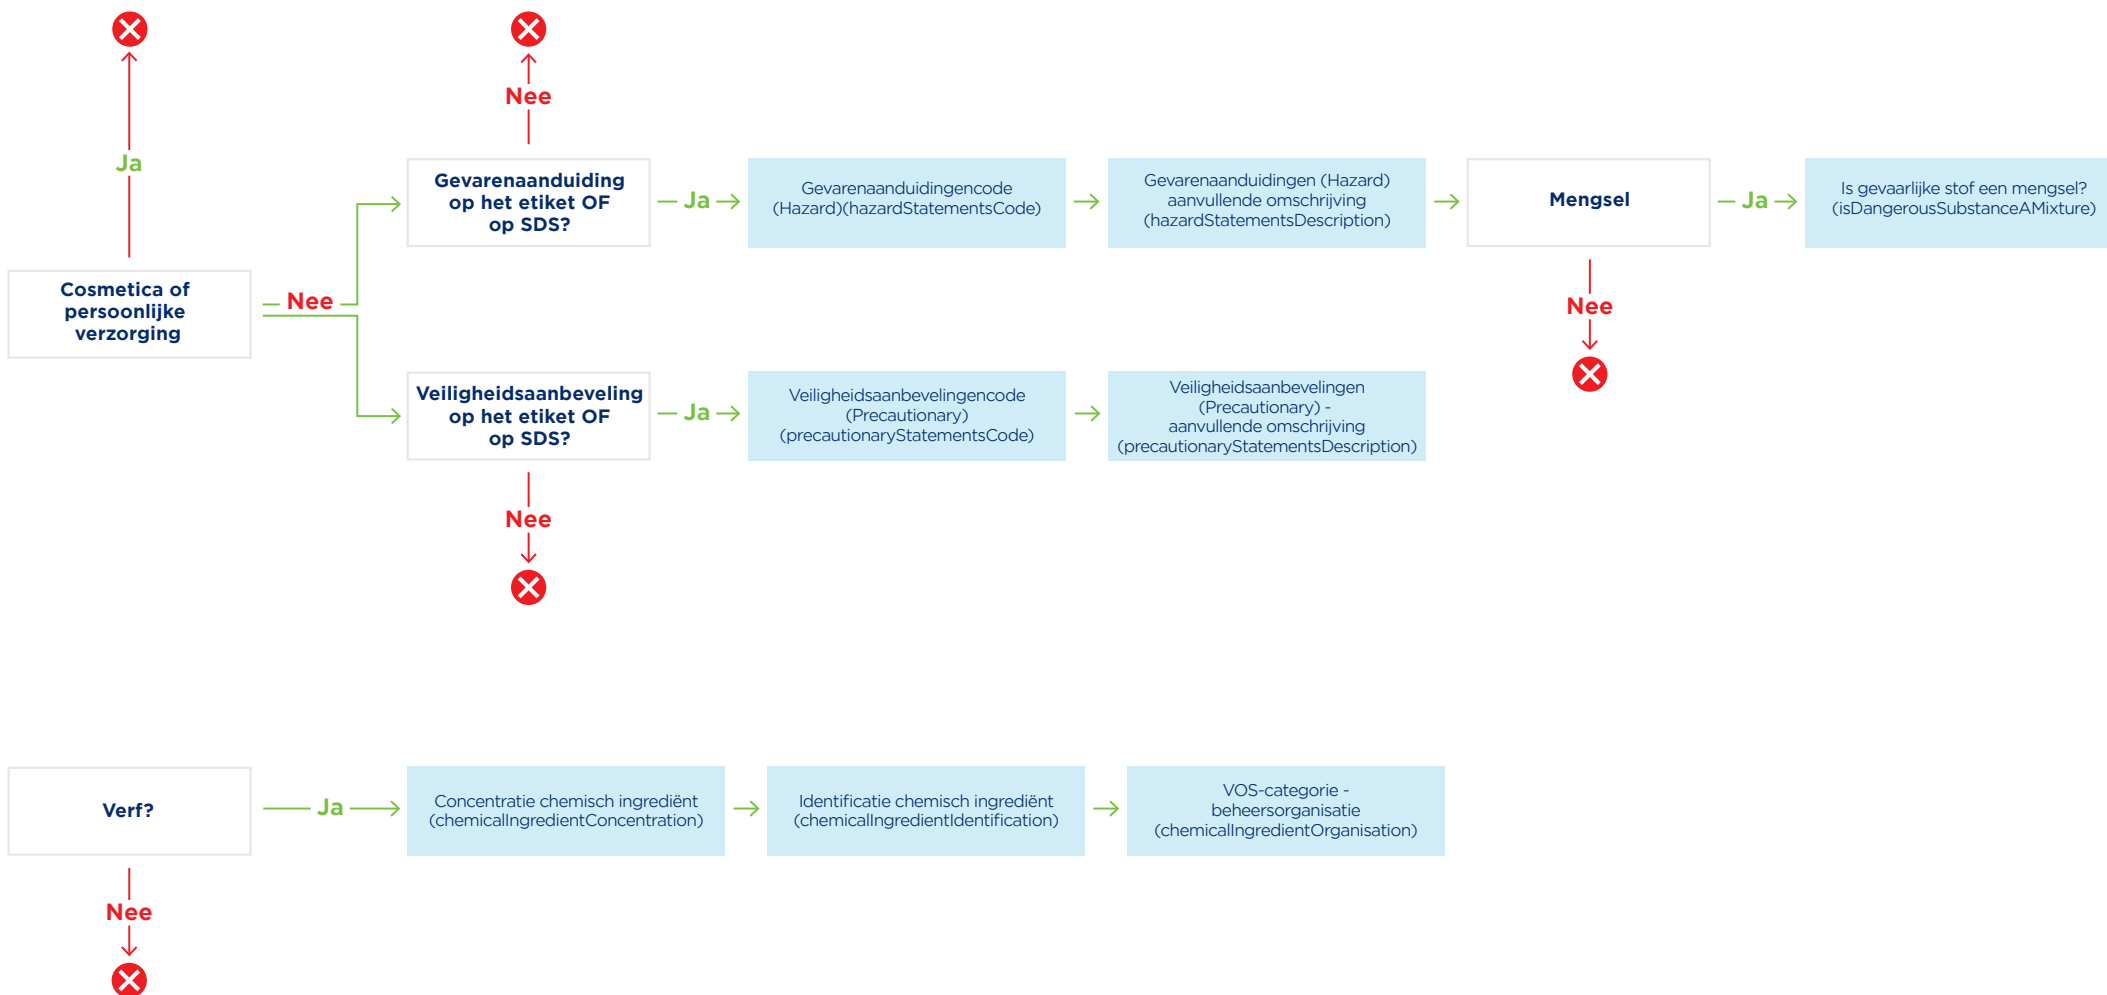 Ja
Nee
Cosmetica of
persoonlijke
verzorging
Nee
Gevarenaanduiding
op het etiket OF
op SDS?
Ja
Gevarenaanduidingencode
(Hazard)(hazardStatementsCode)
Gevarenaanduidingen (Hazard)
aanvullende omschrijving
(hazardStatementsDescription)
Mengsel
Ja
Is gevaarlijke stof een mengsel?
(isDangerousSubstanceAMixture)
Nee
Veiligheidsaanbeveling
op het etiket OF
op SDS?
Ja
Veiligheidsaanbevelingencode
(Precautionary)
(precautionaryStatementsCode)
Veiligheidsaanbevelingen
(Precautionary) -
aanvullende omschrijving
(precautionaryStatementsDescription)
Nee
Verf?
Ja
Concentratie chemisch ingrediënt
(chemicalIngredientConcentration)
Identificatie chemisch ingrediënt
(chemicalIngredientIdentification)
VOS-categorie -
beheersorganisatie
(chemicalIngredientOrganisation)
Nee